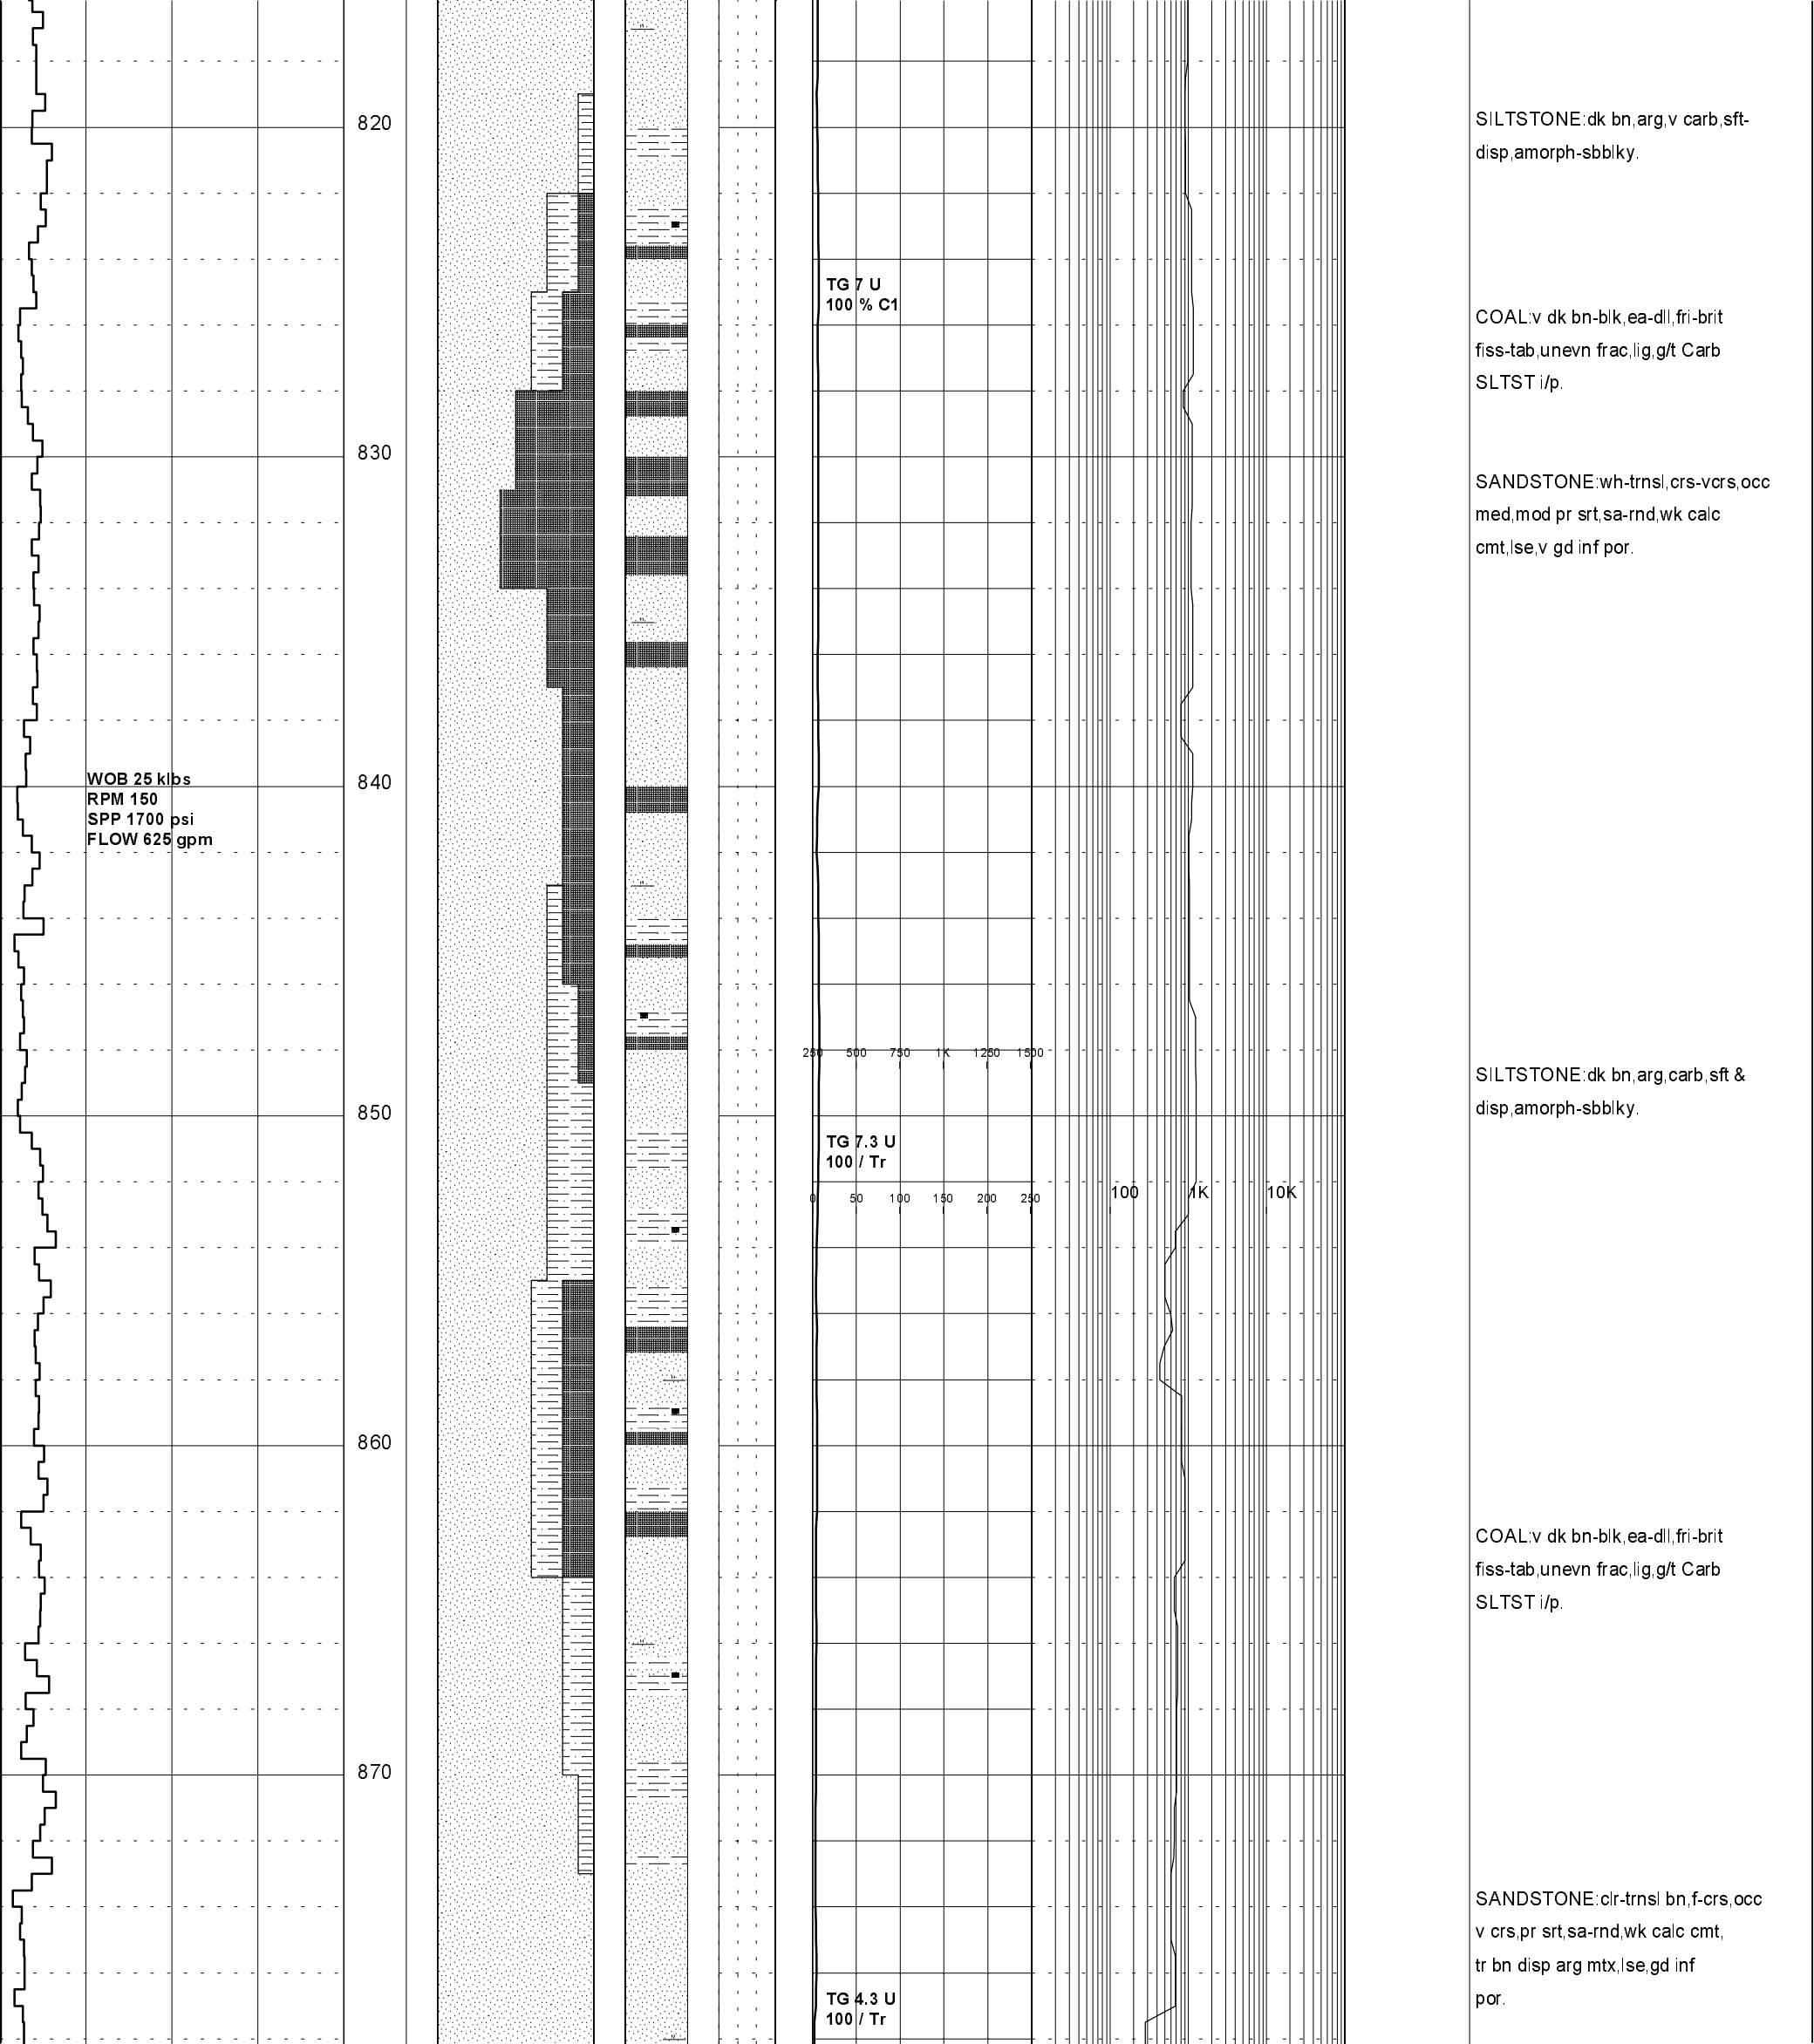 820
SILTSTONE:dk bn,arg,v carb,sft-
disp,amorph-sbblky.
TG 7 U
100 % C1
COAL:v dk bn-blk,ea-dll,fri-brit
fiss-tab,unevn frac,lig,g/t Carb
SLTST i/p.
830
SANDSTONE:wh-trnsl,crs-vcrs,occ
med,mod pr srt,sa-rnd,wk calc
cmt,lse,v gd inf por.
840
WOB 25 klbs
RPM 150
SPP 1700 psi
FLOW 625 gpm
250 500 750 1K 1250 1500
SILTSTONE:dk bn,arg,carb,sft &
disp,amorph-sbblky.
850
TG 7.3 U
100 / Tr
0 50 100 150 200 250
100 1K 10K
860
COAL:v dk bn-blk,ea-dll,fri-brit
fiss-tab,unevn frac,lig,g/t Carb
SLTST i/p.
870
SANDSTONE:clr-trnsl bn,f-crs,occ
v crs,pr srt,sa-rnd,wk calc cmt,
tr bn disp arg mtx,lse,gd inf
por.
TG 4.3 U
100 / Tr